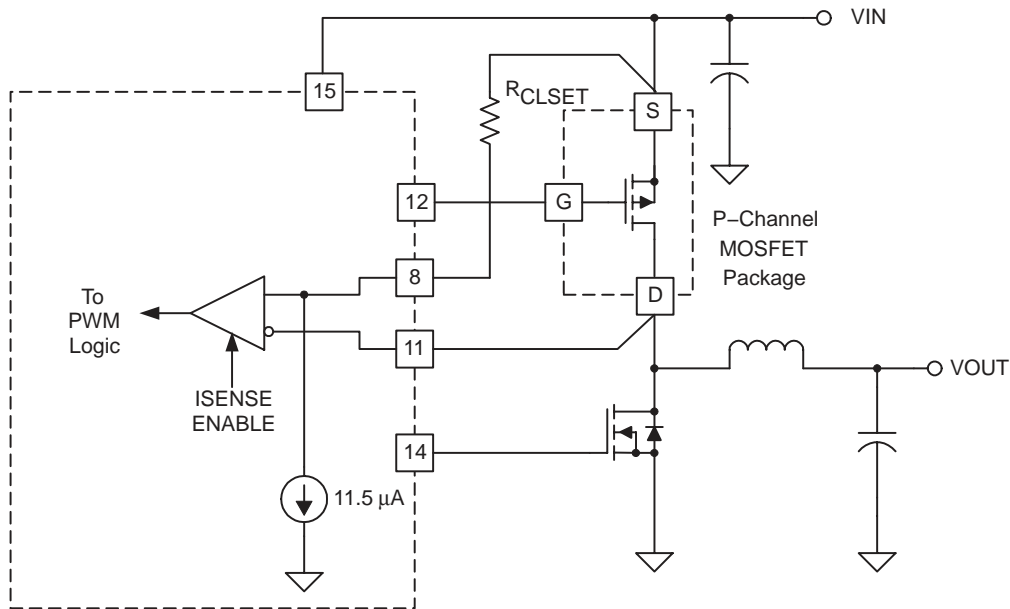 VIN
15
RCLSET
S
12
G
P−Channel
MOSFET
Package
8
D
To
PWM
Logic
11
ISENSE
ENABLE
VOUT
14
11.5 µA